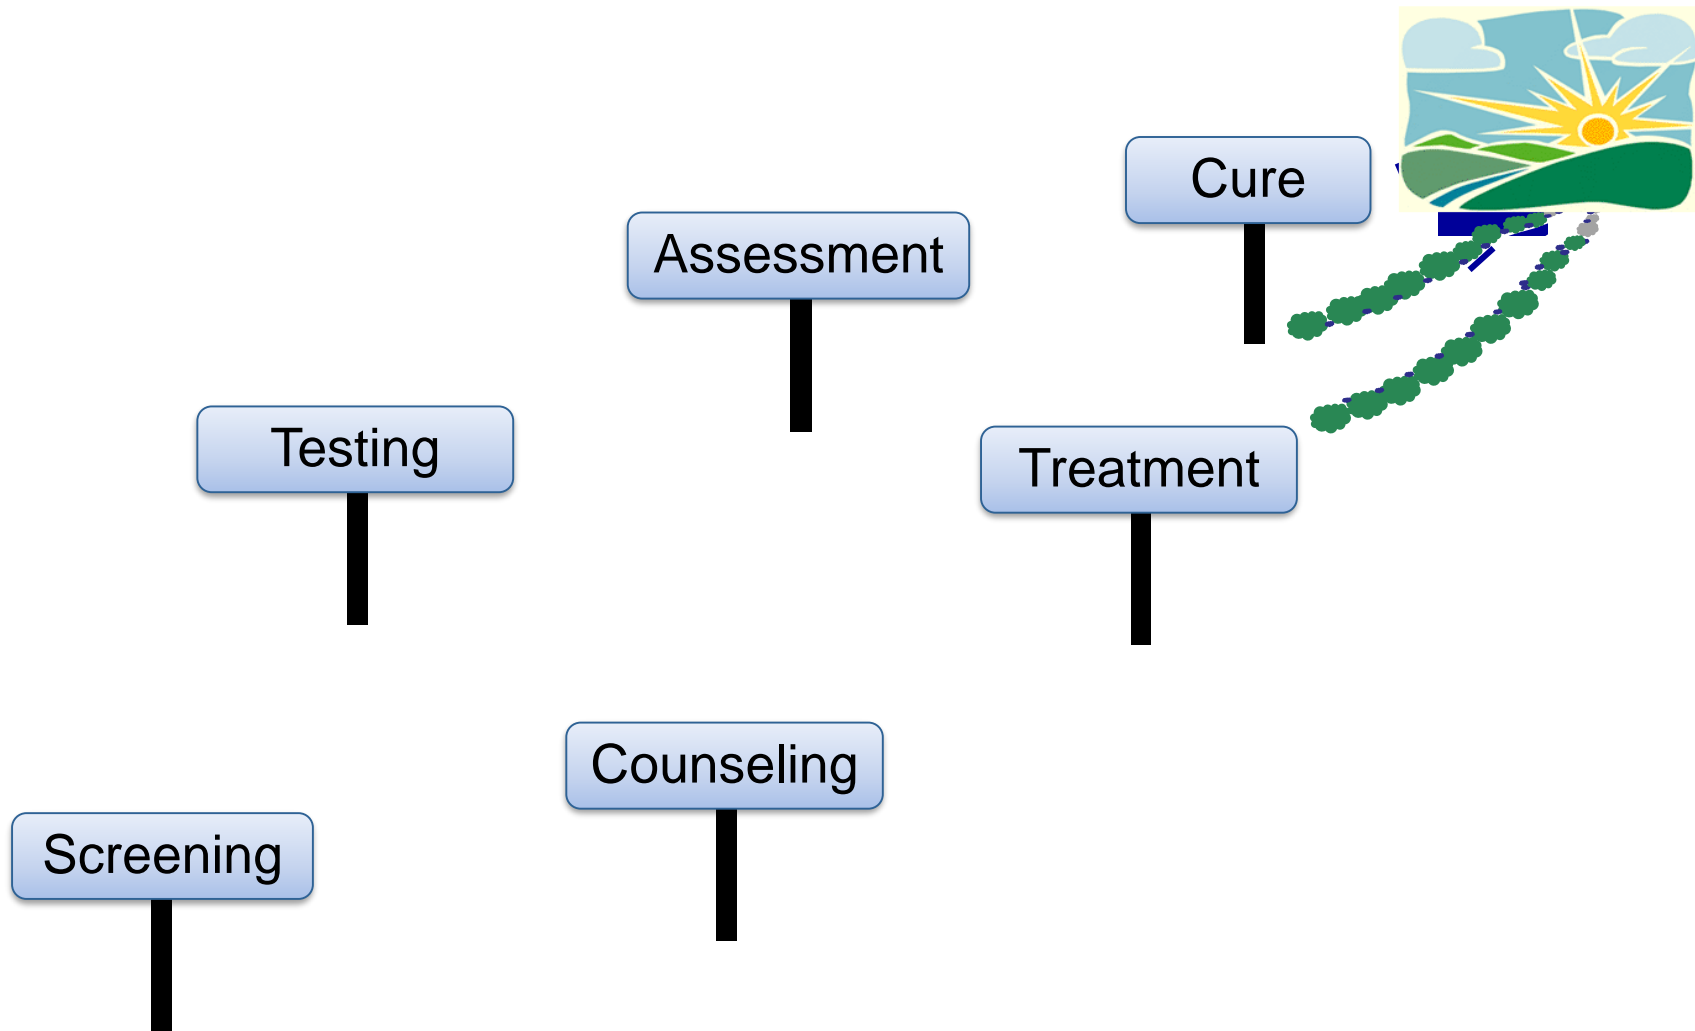 Cure
Assessment
Testing
Treatment
Counseling
Screening